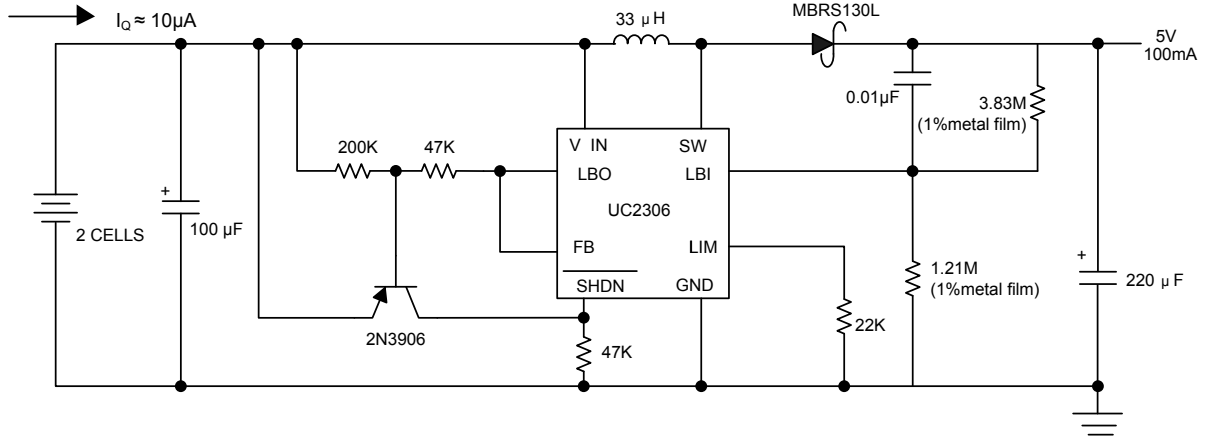 I_Q ≈ 10µA
33 µH
MBRS130L
5V
100mA
0.01µF
3.83M
(1%metal film)
200K
47K
V IN
SW
LBO
LBI
UC2306
2 CELLS
+
100 µF
FB
LIM
SHDN
GND
1.21M
(1%metal film)
+
220 µF
2N3906
47K
22K